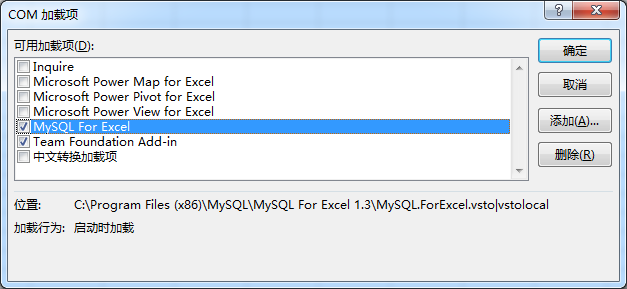 COM 加载项
可用加载项(D):
Inquire
Microsoft Power Map for Excel
Microsoft Power Pivot for Excel
Microsoft Power View for Excel
MySQL For Excel
Team Foundation Add-in
中文转换加载项
确定
取消
添加(A)...
删除(R)
位置: C:\Program Files (x86)\MySQL\MySQL For Excel 1.3\MySQL.ForExcel.vsto|vstolocal
加载行为: 启动时加载